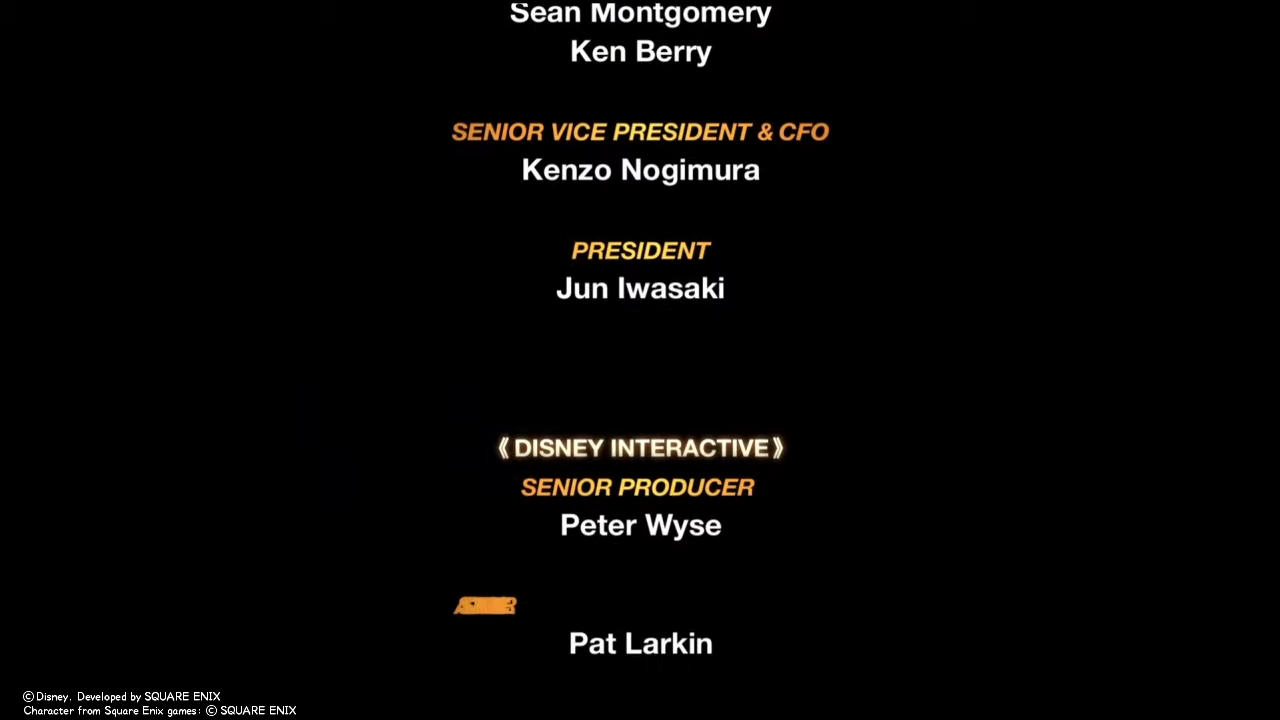 Sean Montgomery
Ken Berry
SENIOR VICE PRESIDENT & CFO
Kenzo Nogimura
PRESIDENT
Jun Iwasaki
《DISNEY INTERACTIVE》
SENIOR PRODUCER
Peter Wyse
Pat Larkin
©Disney. Developed by SQUARE ENIX
Character from Square Enix games: © SQUARE ENIX